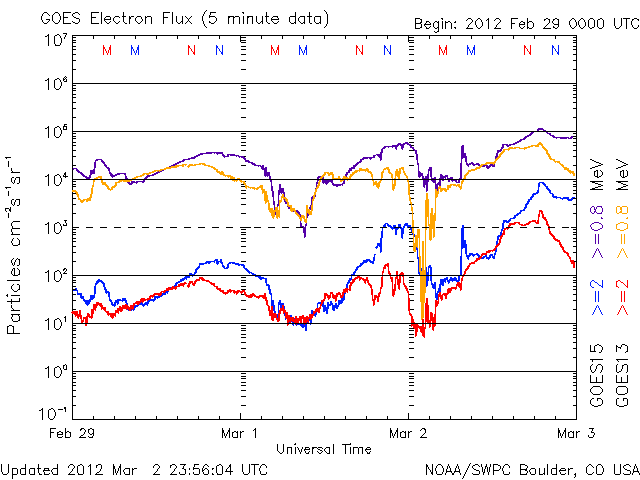 GOES Electron Flux (5 minute data)
Begin: 2012 Feb 29 0000 UTC
10⁷
M M N N M M N N M M N N
10⁶
10⁵
10⁴
10³
10²
10¹
10⁰
10⁻¹
Particles cm⁻²s⁻¹sr⁻¹
Feb 29 Mar 1 Mar 2 Mar 3
Universal Time
GOES15 >=2 >=0.8 MeV
GOES13 >=2 >=0.8 MeV
Updated 2012 Mar 2 23:56:04 UTC
NOAA/SWPC Boulder, CO USA